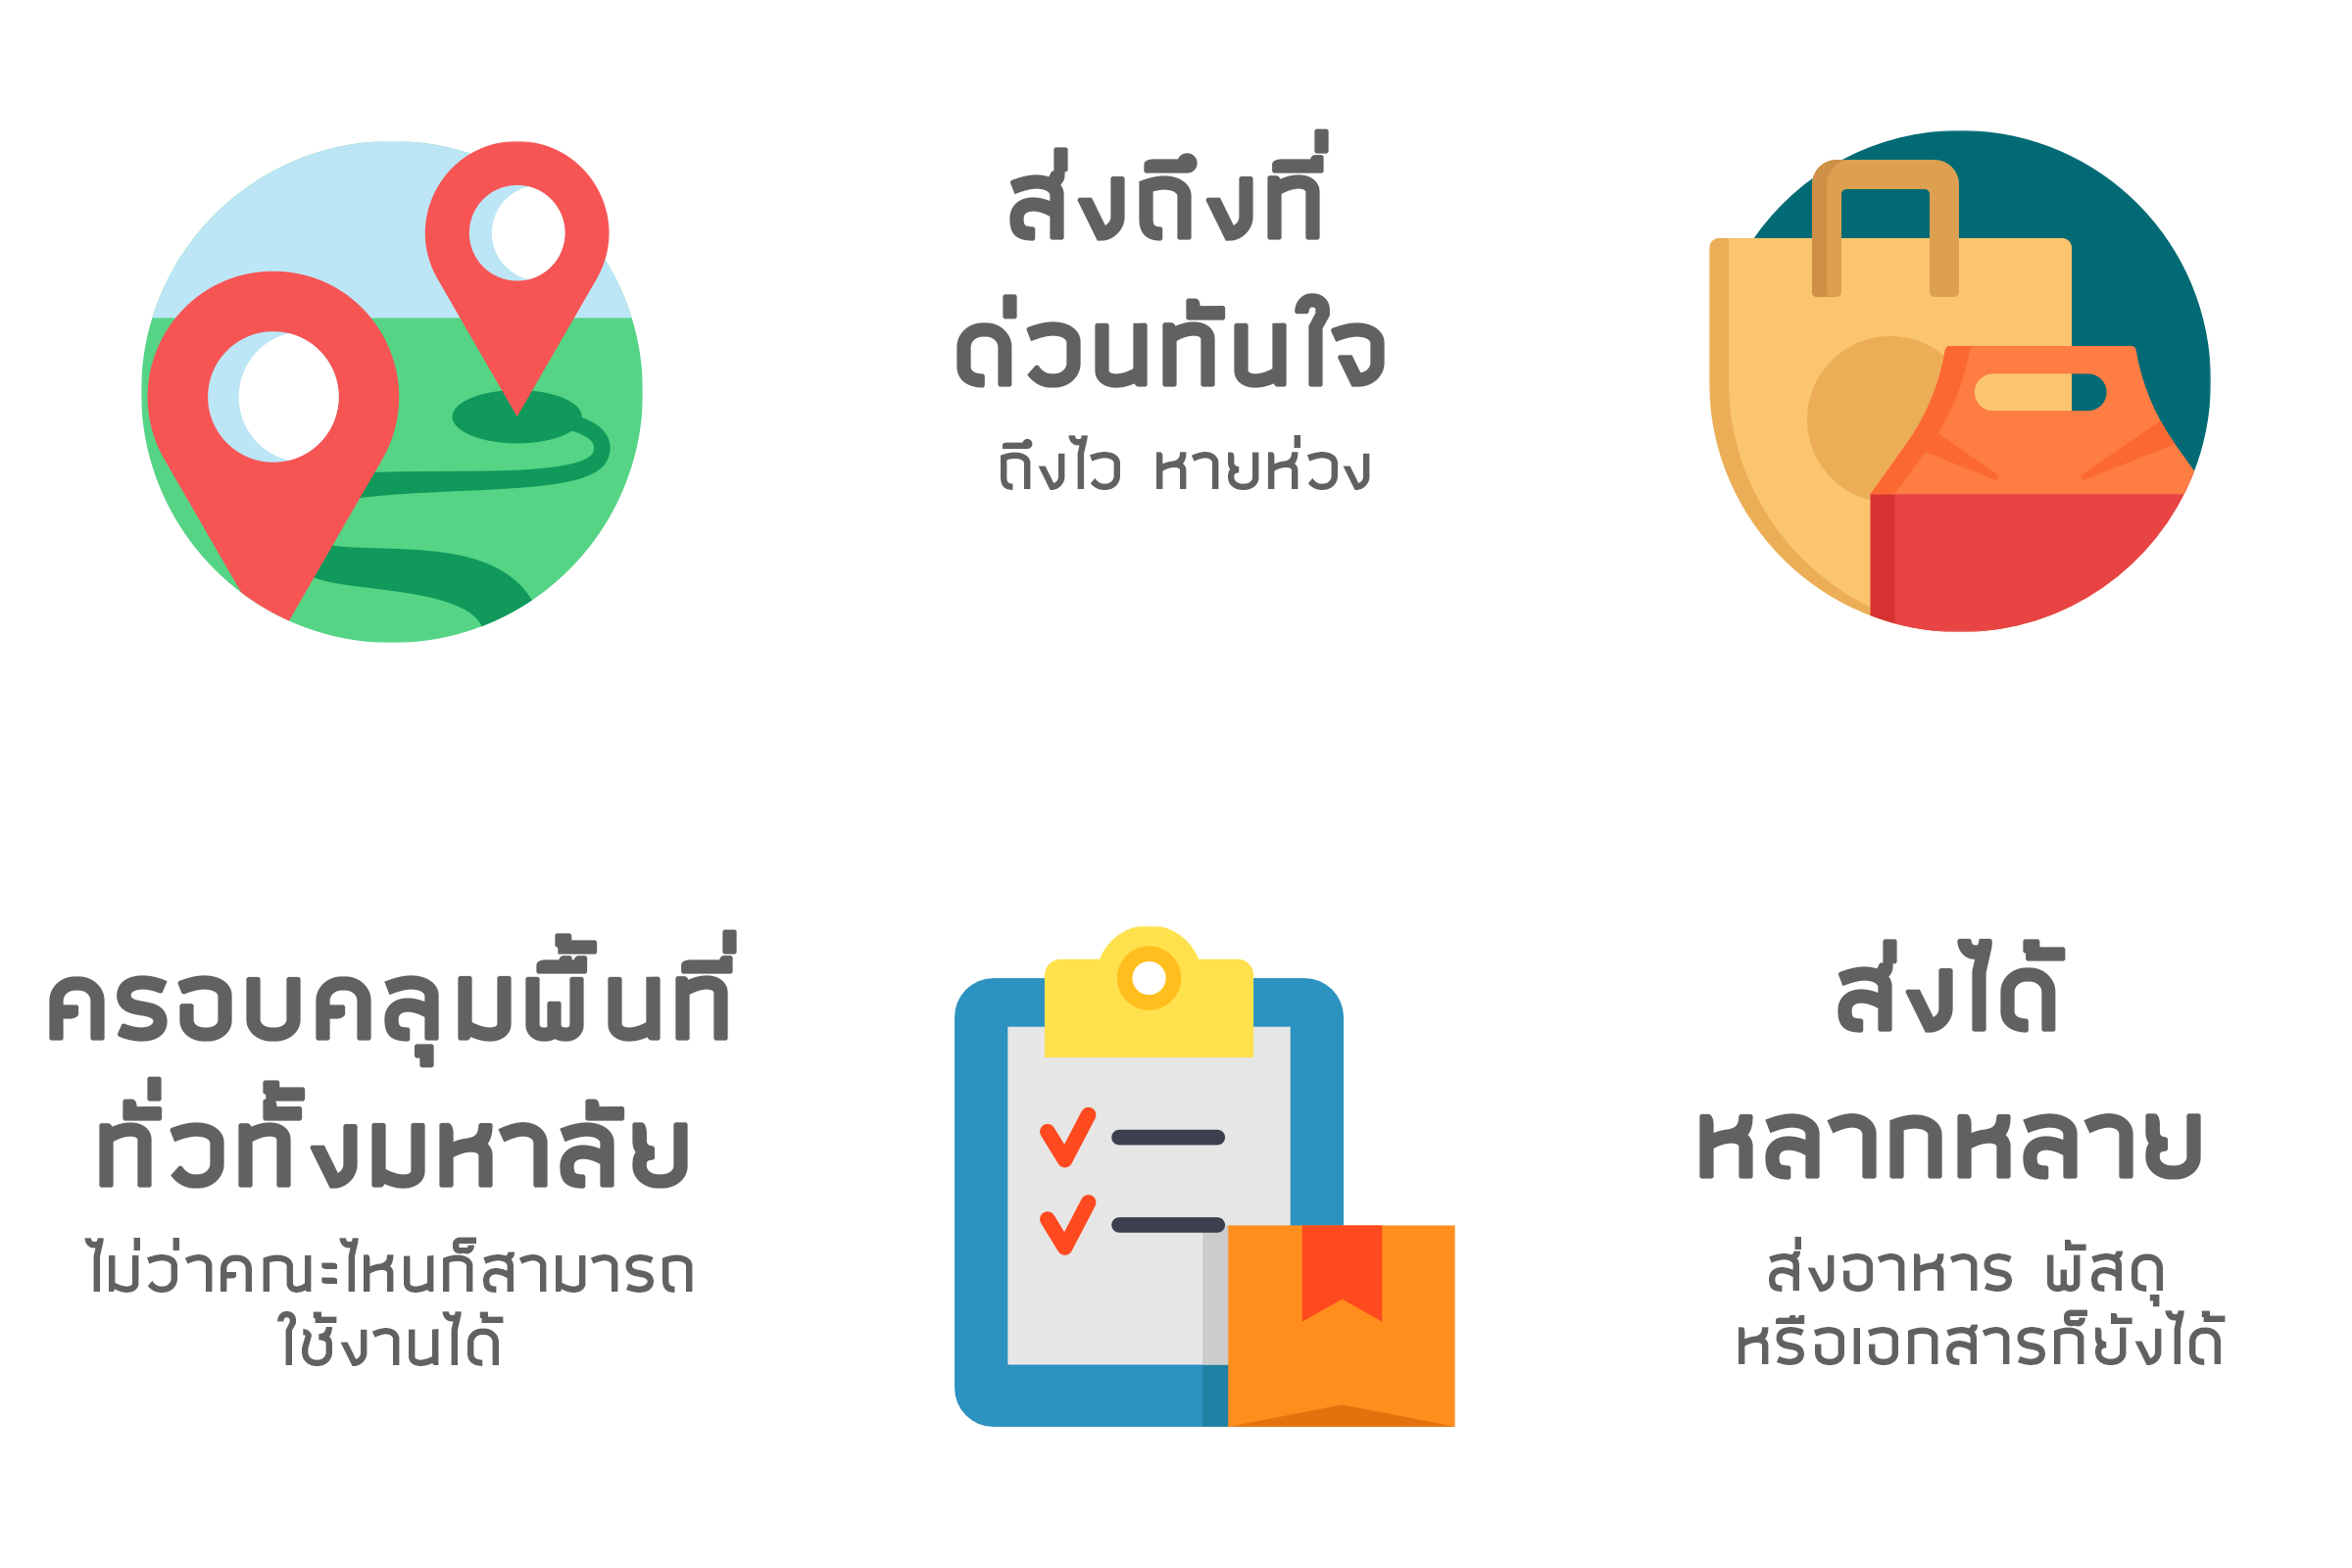 ส่งถึงที่
ด่วนทันใจ
ถึงไว หายห่วง
ครอบคลุมพื้นที่
ทั่วทั้งมหาลัย
ไม่ว่าคณะไหนก็สามารถ
ใช้งานได้
ส่งได้
หลากหลาย
ส่งอาหาร พัสดุ
หรือเอกสารก็ยังได้